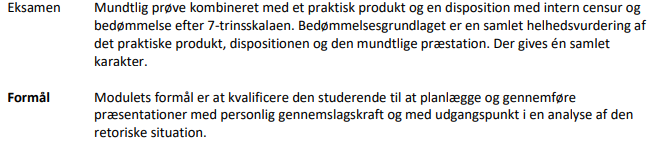 Eksamen Mundtlig prøve kombineret med et praktisk produkt og en disposition med intern censur og
bedømmelse efter 7-trinsskalaen. Bedømmelsesgrundlaget er en samlet helhedsvurdering af
det praktiske produkt, dispositionen og den mundtlige præstation. Der gives én samlet
karakter.
Formål Modulets formål er at kvalificere den studerende til at planlægge og gennemføre
præsentationer med personlig gennemslagskraft og med udgangspunkt i en analyse af den
retoriske situation.